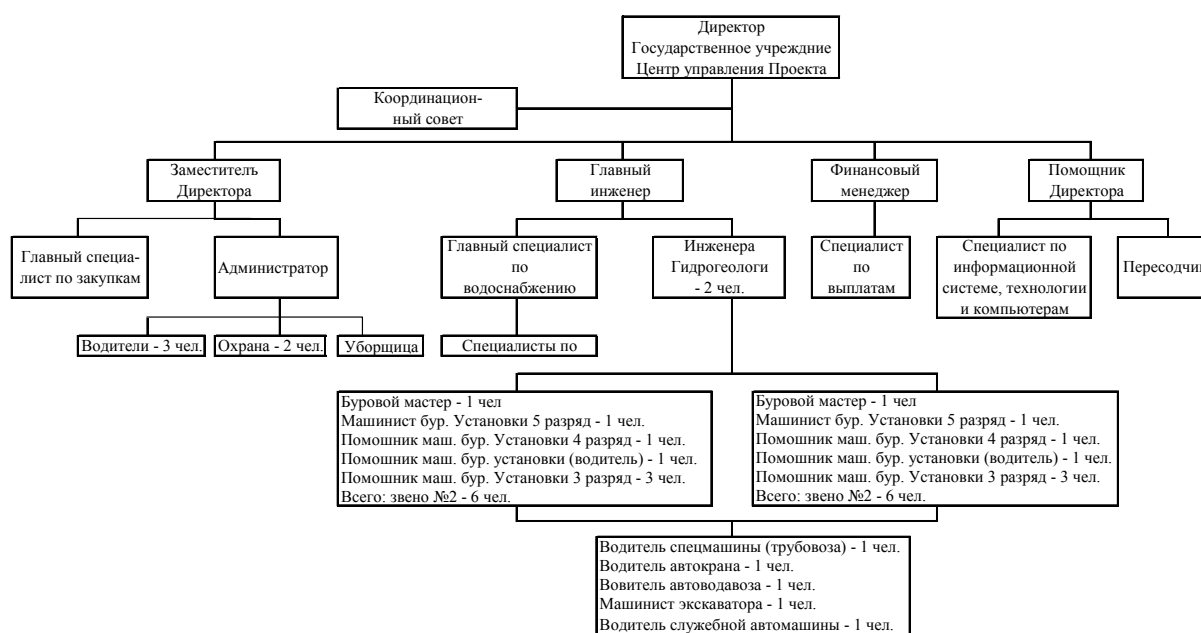 Директор
Государственное учреждние
Центр управления Проекта
Координацион-
ный совет
Заместитель
Директора
Главный
инженер
Финансовый
менеджер
Помощник
Директора
Главный специа-
лист по закупкам
Администратор
Главный специалист
по
водоснабжению
Инженера
Гидрогеологи
- 2 чел.
Специалист
по
выплатам
Специалист по
информационной
системе, технологии
и компьютерам
Пересодчик
Водители - 3 чел.
Охрана - 2 чел.
Уборщица
Специалисты по
Буровой мастер - 1 чел
Машинист бур. Установки 5 разряд - 1 чел.
Помошник маш. бур. Установки 4 разряд - 1 чел.
Помошник маш. бур. установки (водитель) - 1 чел.
Помошник маш. бур. Установки 3 разряд - 3 чел.
Всего: звено №2 - 6 чел.
Буровой мастер - 1 чел
Машинист бур. Установки 5 разряд - 1 чел.
Помошник маш. бур. Установки 4 разряд - 1 чел.
Помошник маш. бур. установки (водитель) - 1 чел.
Помошник маш. бур. Установки 3 разряд - 3 чел.
Всего: звено №2 - 6 чел.
Водитель спецмашины (трубовоза) - 1 чел.
Водитель автокрана - 1 чел.
Вовитель автоводавоза - 1 чел.
Машинист экскаватора - 1 чел.
Водитель служебной автомашины - 1 чел.